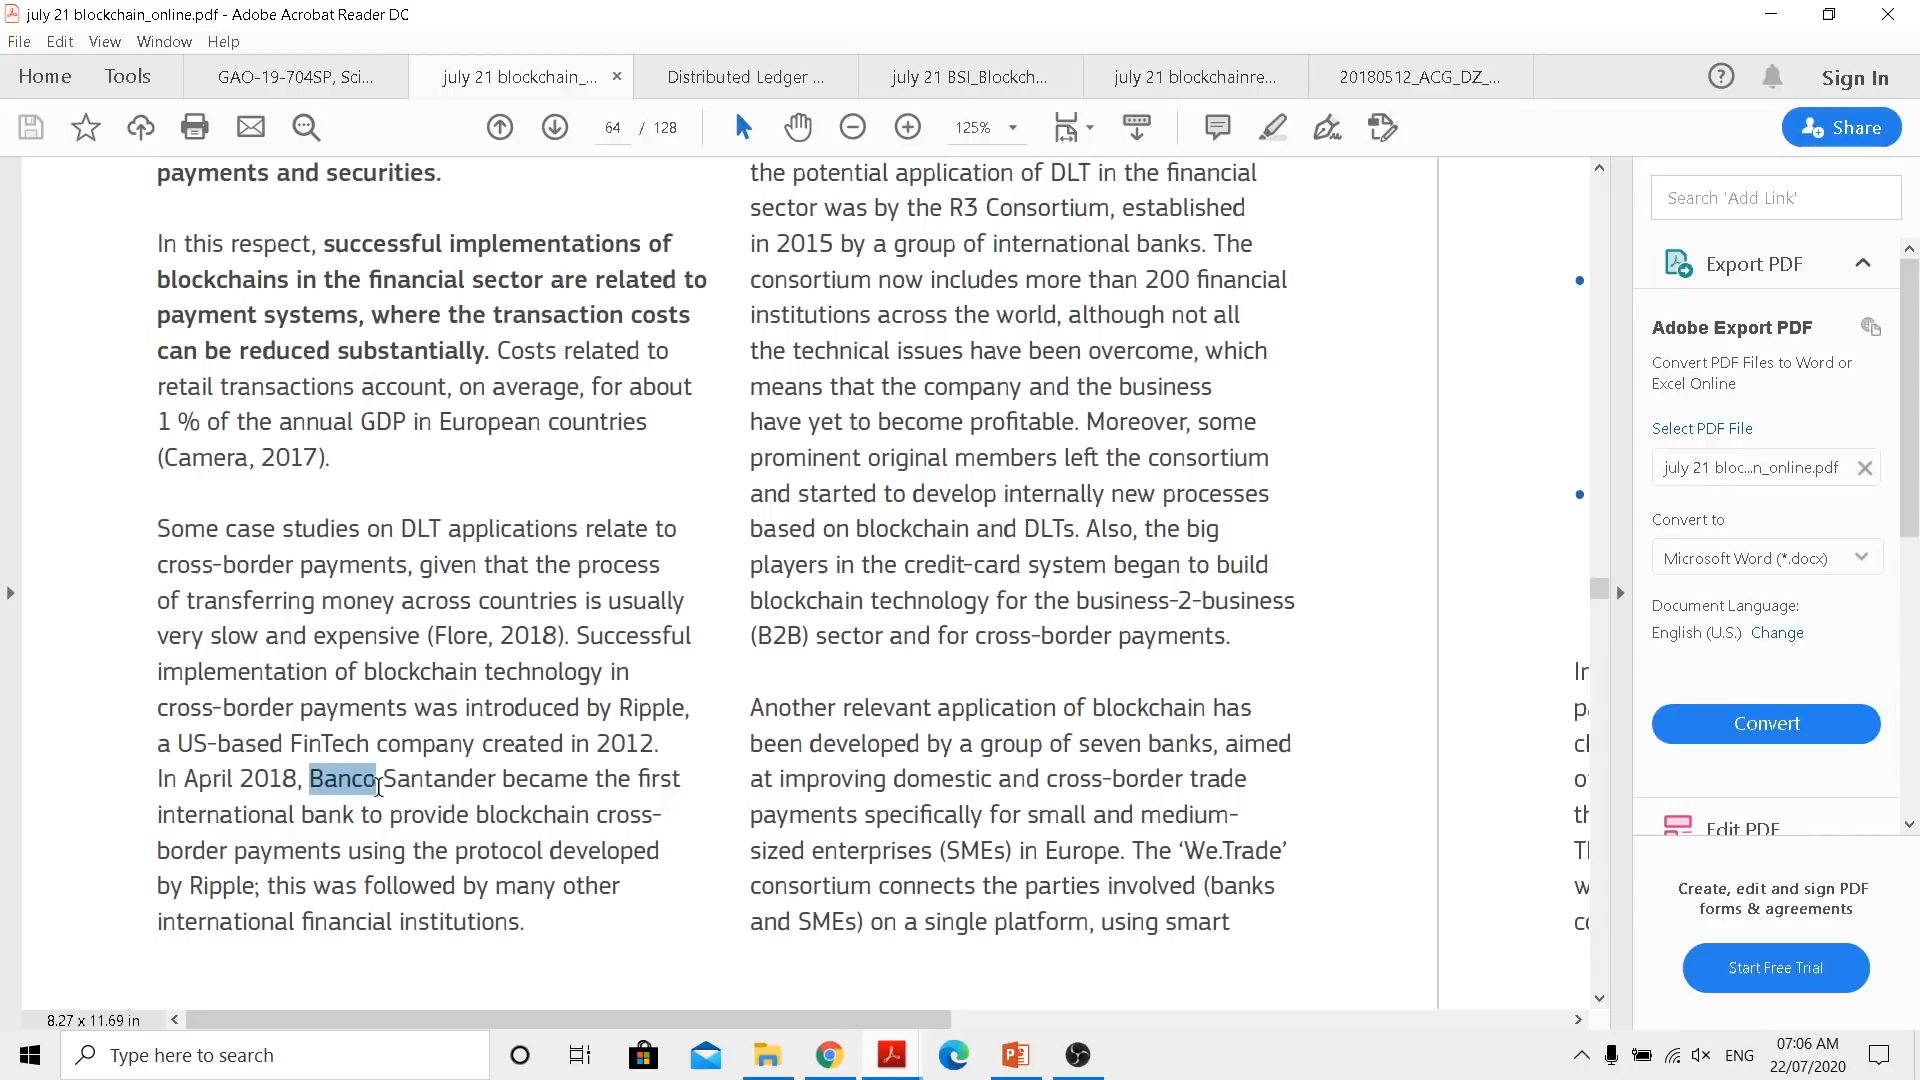 july 21 blockchain_online.pdf - Adobe Acrobat Reader DC
File Edit View Window Help
Home Tools GAO-19-704SP, Sci... july 21 blockchain_... × Distributed Ledger ... july 21 BSI_Blockch... july 21 blockchainre... 20180512_ACG_DZ_... Sign In
64 / 128 125% Share
payments and securities.
In this respect, successful implementations of
blockchains in the financial sector are related to
payment systems, where the transaction costs
can be reduced substantially. Costs related to
retail transactions account, on average, for about
1 % of the annual GDP in European countries
(Camera, 2017).
Some case studies on DLT applications relate to
cross-border payments, given that the process
of transferring money across countries is usually
very slow and expensive (Flore, 2018). Successful
implementation of blockchain technology in
cross-border payments was introduced by Ripple,
a US-based FinTech company created in 2012.
In April 2018, Banco Santander became the first
international bank to provide blockchain cross-
border payments using the protocol developed
by Ripple; this was followed by many other
international financial institutions.
the potential application of DLT in the financial
sector was by the R3 Consortium, established
in 2015 by a group of international banks. The
consortium now includes more than 200 financial
institutions across the world, although not all
the technical issues have been overcome, which
means that the company and the business
have yet to become profitable. Moreover, some
prominent original members left the consortium
and started to develop internally new processes
based on blockchain and DLTs. Also, the big
players in the credit-card system began to build
blockchain technology for the business-2-business
(B2B) sector and for cross-border payments.
Another relevant application of blockchain has
been developed by a group of seven banks, aimed
at improving domestic and cross-border trade
payments specifically for small and medium-
sized enterprises (SMEs) in Europe. The ‘We.Trade’
consortium connects the parties involved (banks
and SMEs) on a single platform, using smart
Search 'Add Link'
Export PDF
Adobe Export PDF
Convert PDF Files to Word or
Excel Online
Select PDF File
july 21 bloc...n_online.pdf
Convert to
Microsoft Word (*.docx)
Document Language:
English (U.S.) Change
Convert
Edit PDF
Create, edit and sign PDF
forms & agreements
Start Free Trial
8.27 x 11.69 in
Type here to search
ENG
07:06 AM
22/07/2020